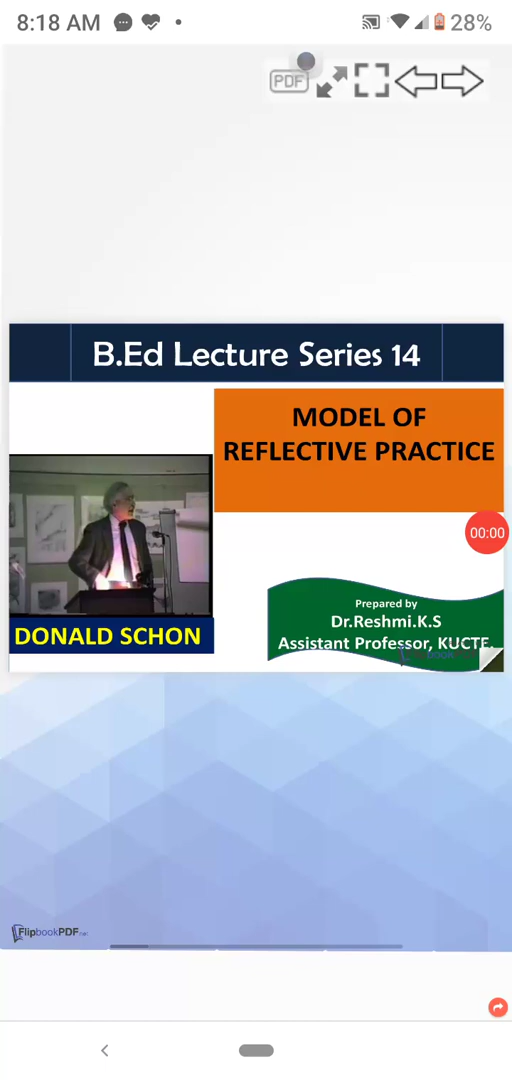 8:18 AM
28%
PDF
B.Ed Lecture Series 14
MODEL OF
REFLECTIVE PRACTICE
00:00
DONALD SCHON
Prepared by
Dr.Reshmi.K.S
Assistant Professor, KUCTE,
FlipbookPDF.net